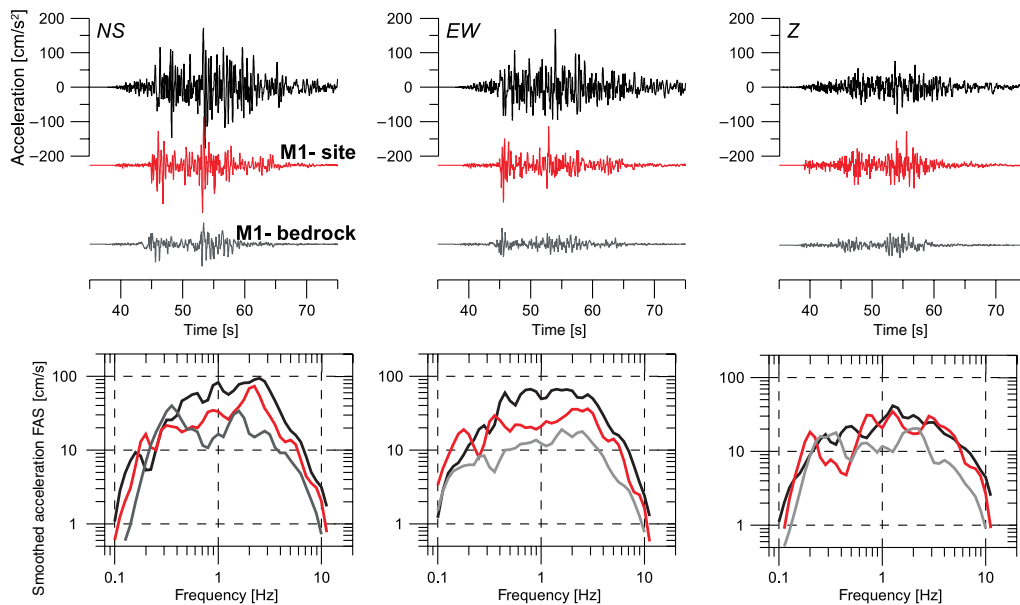 Acceleration [cm/s²]
200
100
0
−100
−200
NS
M1- site
M1- bedrock
40 50 60 70
Time [s]
200
100
0
−100
−200
EW
40 50 60 70
Time [s]
200
100
0
−100
−200
Z
40 50 60 70
Time [s]
Smoothed acceleration FAS [cm/s]
100
10
1
0.1 1 10
Frequency [Hz]
100
10
1
0.1 1 10
Frequency [Hz]
100
10
1
0.1 1 10
Frequency [Hz]